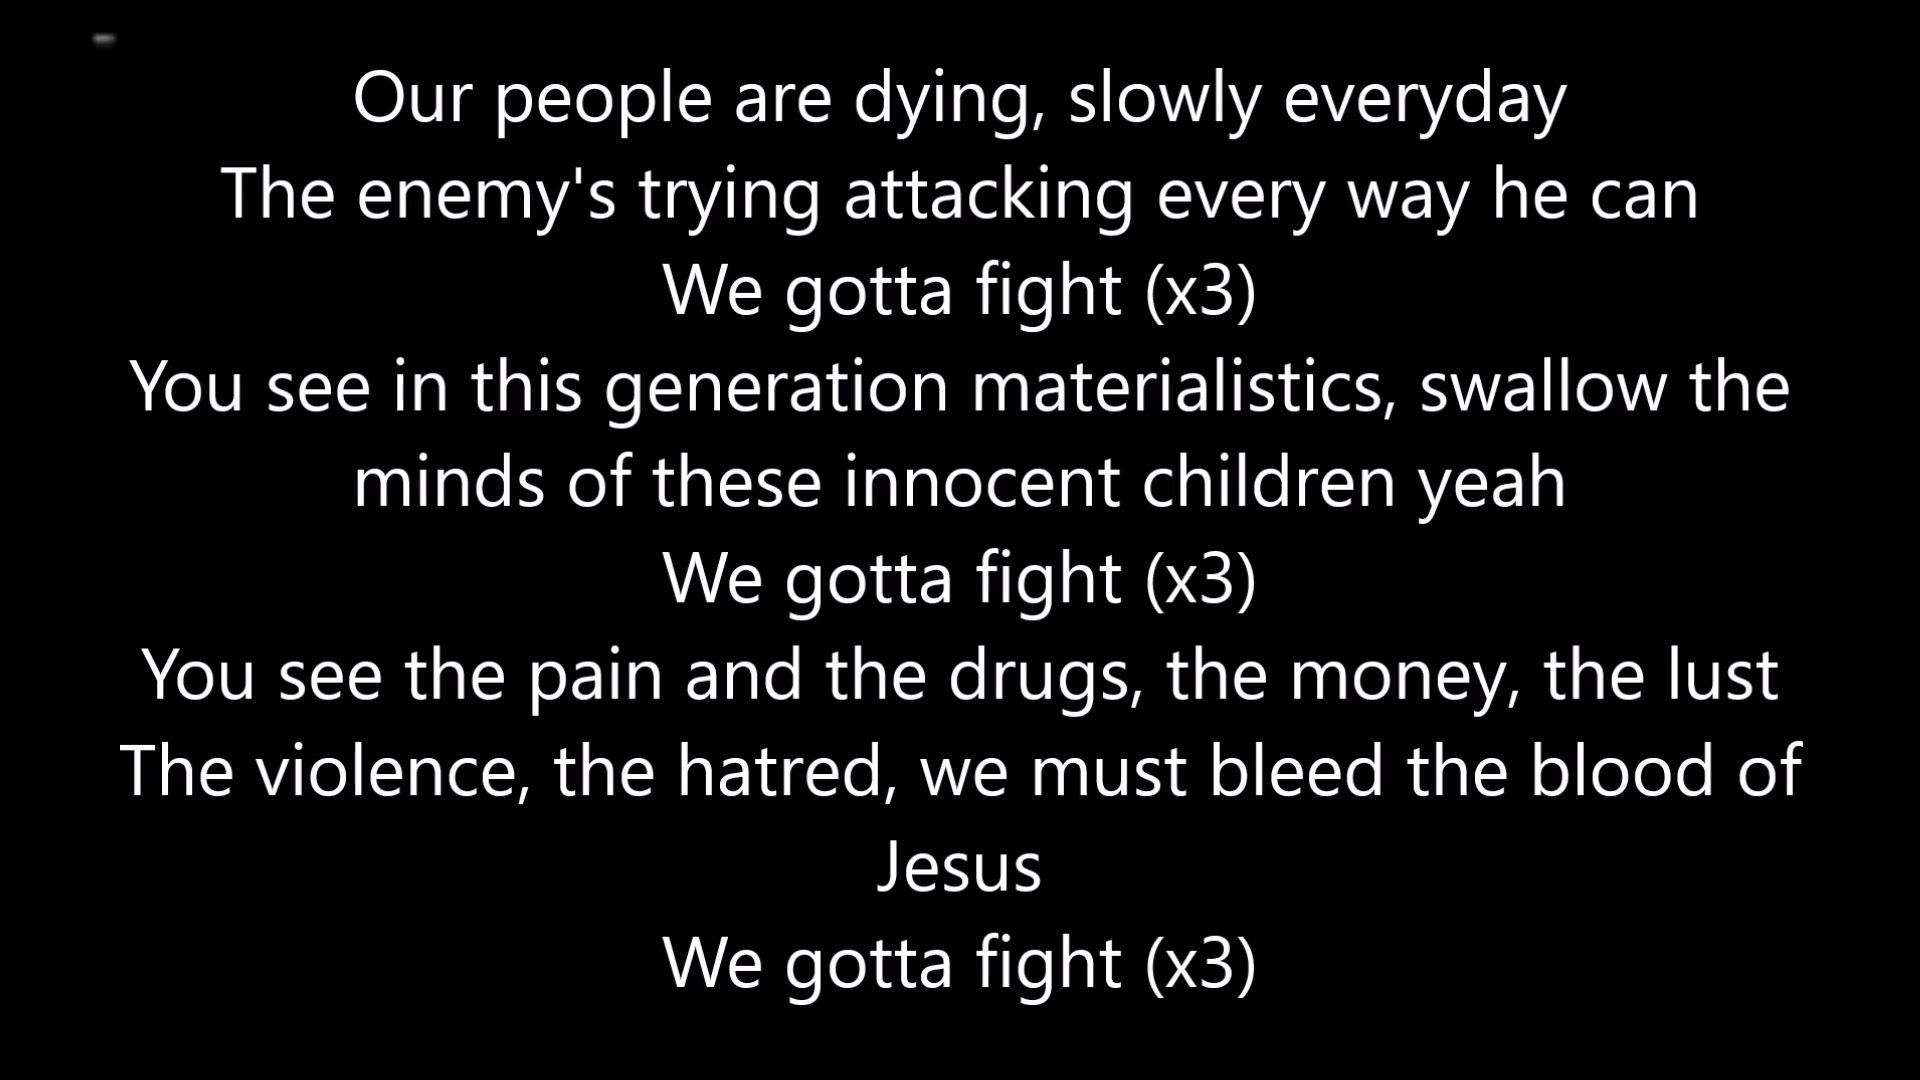 Our people are dying, slowly everyday
The enemy's trying attacking every way he can
We gotta fight (x3)
You see in this generation materialistics, swallow the
minds of these innocent children yeah
We gotta fight (x3)
You see the pain and the drugs, the money, the lust
The violence, the hatred, we must bleed the blood of
Jesus
We gotta fight (x3)